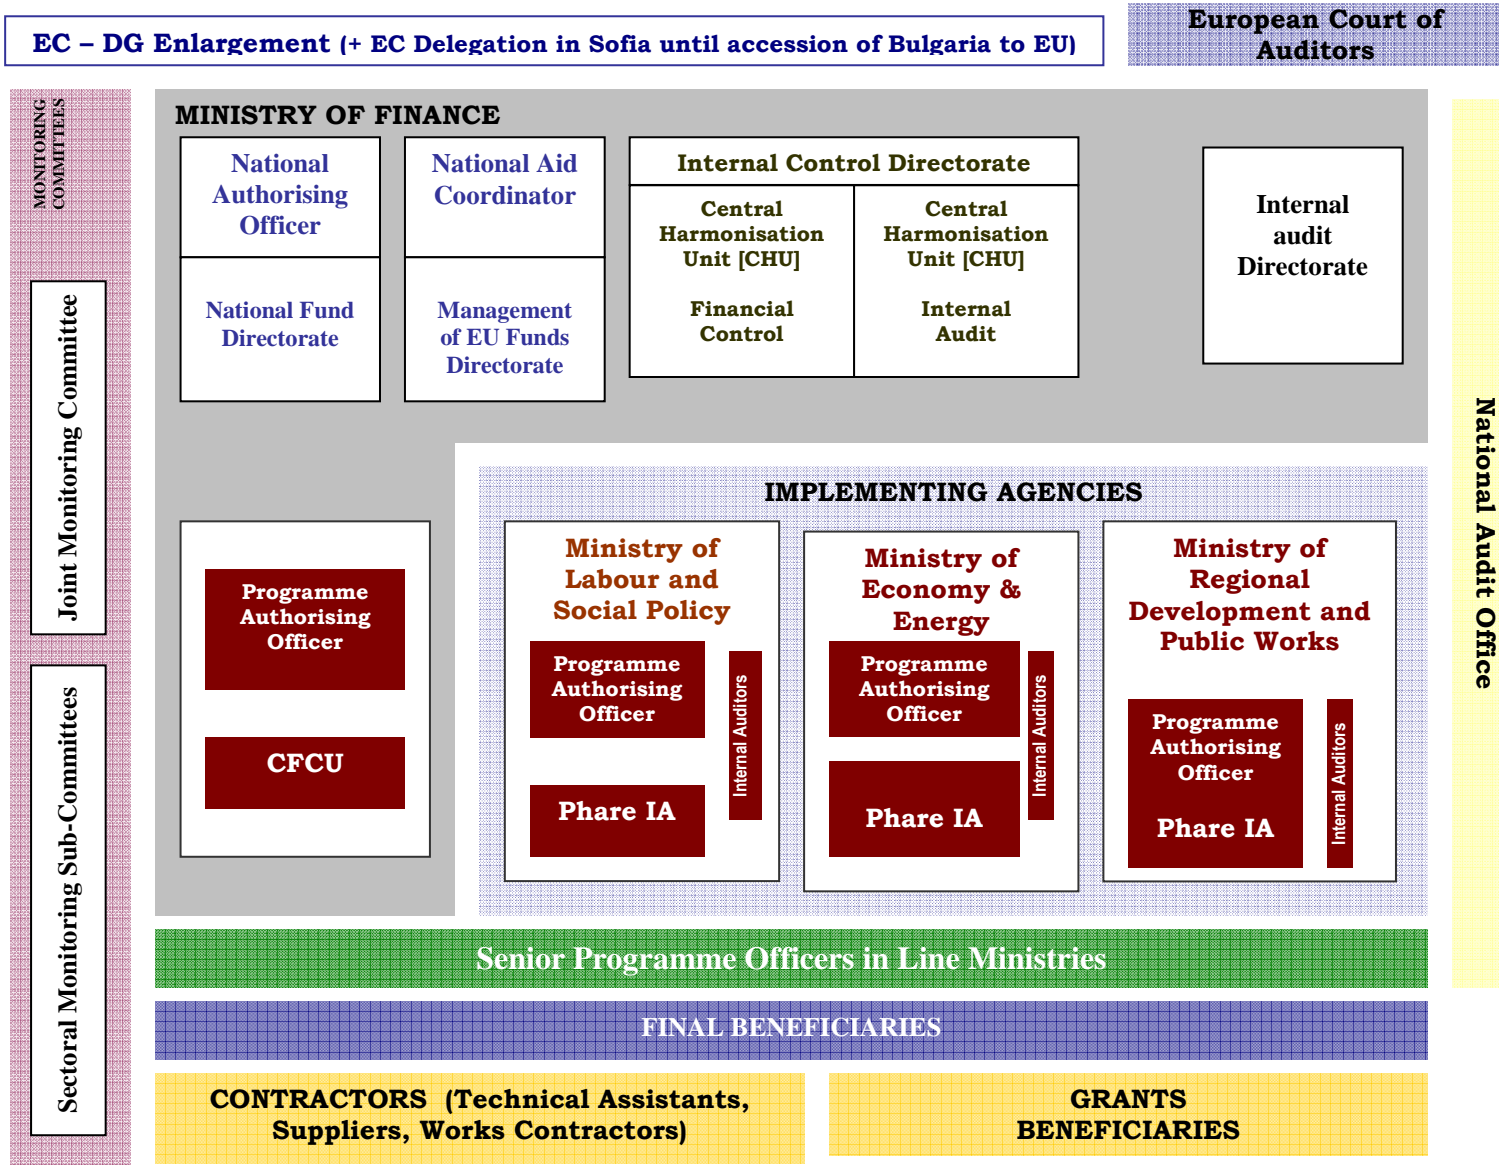 EC – DG Enlargement (+ EC Delegation in Sofia until accession of Bulgaria to EU)
European Court of
Auditors
MONITORING
COMMITTEES
Joint Monitoring Committee
Sectoral Monitoring Sub-Committees
MINISTRY OF FINANCE
National
Authorising
Officer
National Fund
Directorate
National Aid
Coordinator
Management
of EU Funds
Directorate
Internal Control Directorate
Central
Harmonisation
Unit [CHU]
Financial
Control
Central
Harmonisation
Unit [CHU]
Internal
Audit
Internal
audit
Directorate
National Audit Office
Programme
Authorising
Officer
CFCU
IMPLEMENTING AGENCIES
Ministry of
Labour and
Social Policy
Programme
Authorising
Officer
Phare IA
Internal Auditors
Ministry of
Economy &
Energy
Programme
Authorising
Officer
Phare IA
Internal Auditors
Ministry of
Regional
Development and
Public Works
Programme
Authorising
Officer
Phare IA
Internal Auditors
Senior Programme Officers in Line Ministries
FINAL BENEFICIARIES
CONTRACTORS (Technical Assistants,
Suppliers, Works Contractors)
GRANTS
BENEFICIARIES